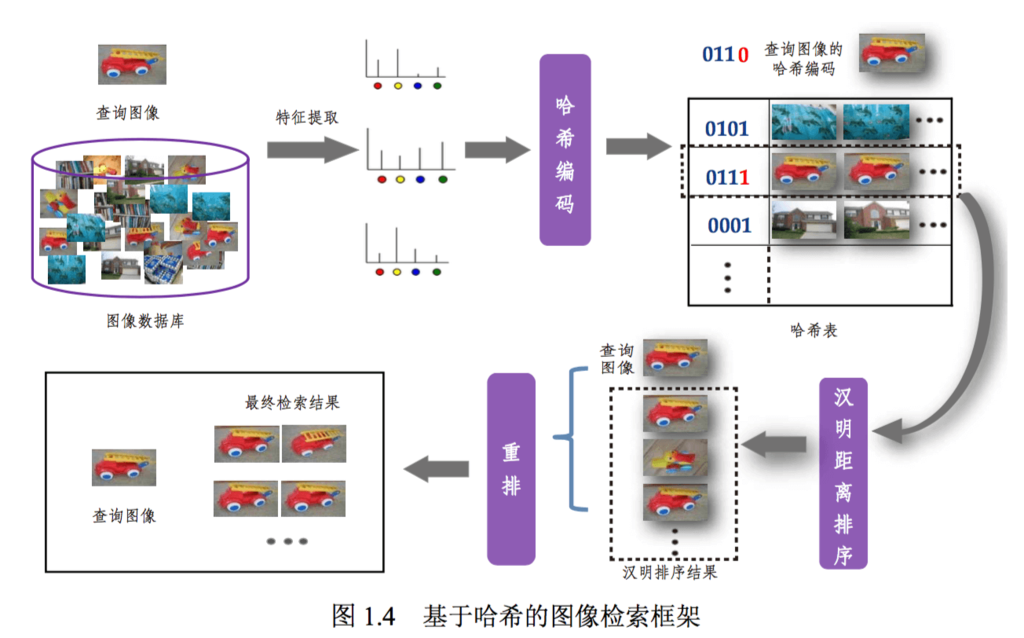 查询图像
图像数据库
特征提取
哈希编码
0110
查询图像的
哈希编码
0101
0111
0001
哈希表
汉明距离排序
查询
图像
汉明排序结果
重排
最终检索结果
查询图像
图 1.4 基于哈希的图像检索框架